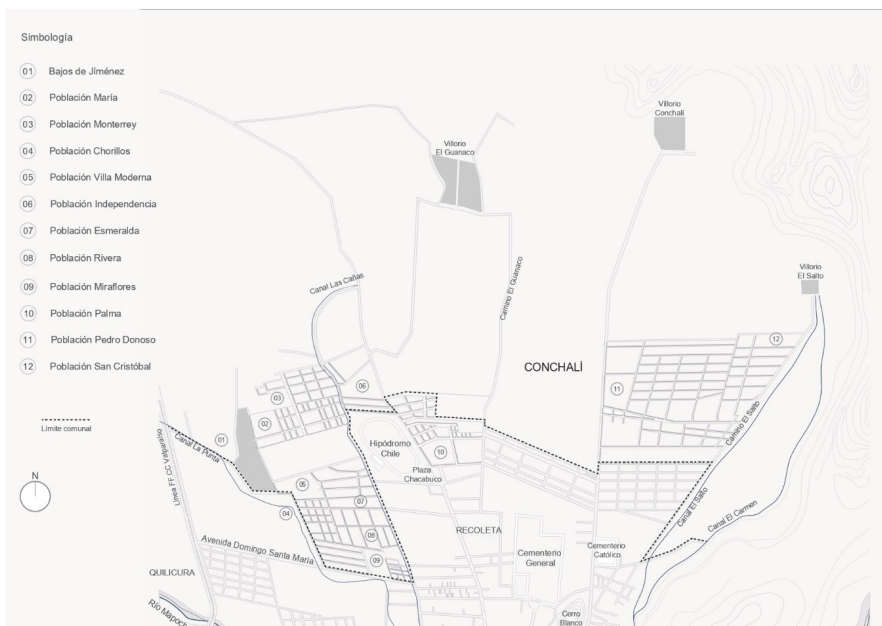 Simbología
01 Bajos de Jíménez
02 Población María
03 Población Monterrey
04 Población Chorillos
05 Población Villa Moderna
06 Población Independencia
07 Población Esmeralda
08 Población Rivera
09 Población Miraflores
10 Población Palma
11 Población Pedro Donoso
12 Población San Cristóbal
Límite comunal
N
Villorio
Conchalí
Villorio
El Guanaco
Villorio
El Salto
Canal Las Cañas
Camino El Guanaco
CONCHALÍ
12
11
06
03
02
01
Camino El Salto
Canal La Punta
Línea FF.CC Valparaíso
Hipódromo
Chile
10
Plaza
Chacabuco
05
04
07
08
09
Canal El Salto
Canal El Carmen
RECOLETA
Avenida Domingo Santa María
Cementerio
General
Cementerio
Católico
QUILICURA
Río Mapoch
Cerro
Blanco